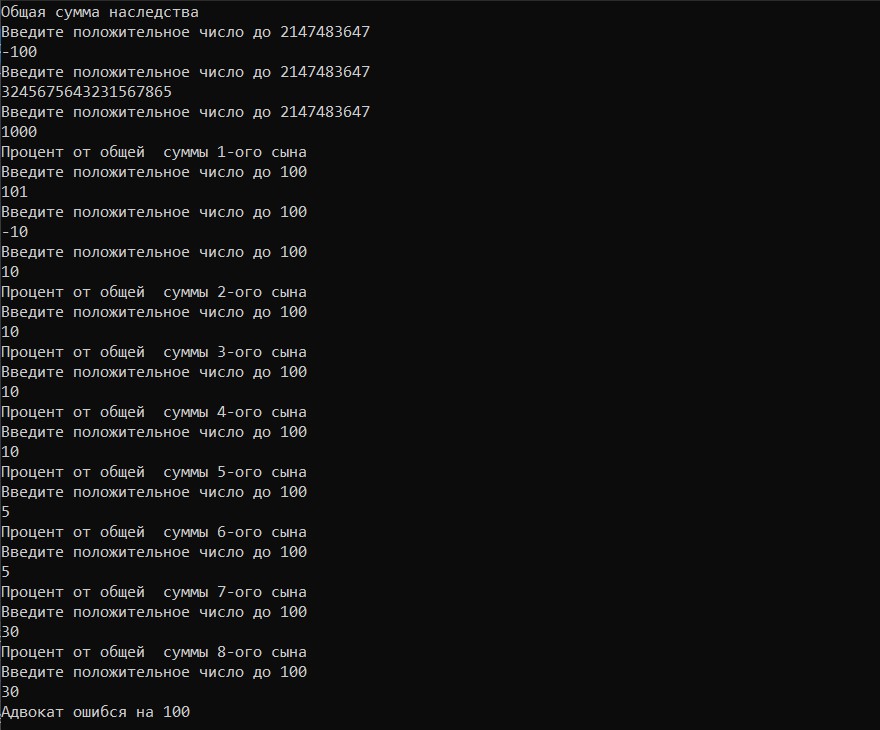 Общая сумма наследства
Введите положительное число до 2147483647
-100
Введите положительное число до 2147483647
3245675643231567865
Введите положительное число до 2147483647
1000
Процент от общей  суммы 1-ого сына
Введите положительное число до 100
101
Введите положительное число до 100
-10
Введите положительное число до 100
10
Процент от общей  суммы 2-ого сына
Введите положительное число до 100
10
Процент от общей  суммы 3-ого сына
Введите положительное число до 100
10
Процент от общей  суммы 4-ого сына
Введите положительное число до 100
10
Процент от общей  суммы 5-ого сына
Введите положительное число до 100
5
Процент от общей  суммы 6-ого сына
Введите положительное число до 100
5
Процент от общей  суммы 7-ого сына
Введите положительное число до 100
30
Процент от общей  суммы 8-ого сына
Введите положительное число до 100
30
Адвокат ошибся на 100